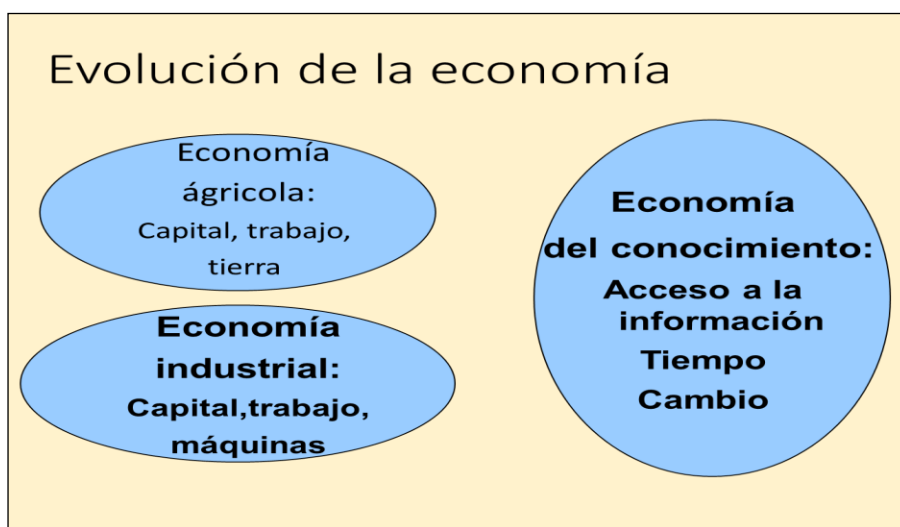 Evolución de la economía
Economía
ágricola:
Capital, trabajo,
tierra
Economía
industrial:
Capital,trabajo,
máquinas
Economía
del conocimiento:
Acceso a la
información
Tiempo
Cambio